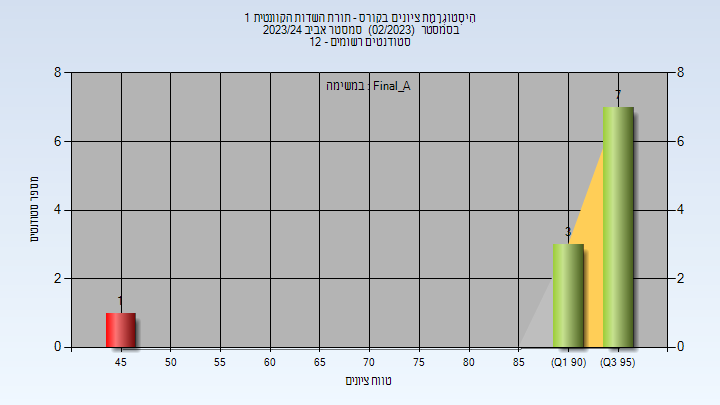 היסטוגרמת ציונים בקורס - תורת השדות הקוונטית 1
בסמסטר (02/2023) סמסטר אביב 2023/24
סטודנטים רשומים - 12
במשימה : Final_A
8
6
4
2
0
8
6
4
2
0
מספר סטודנטים
1
3
7
45
50
55
60
65
70
75
80
85
(Q1 90)
(Q3 95)
טווח ציונים